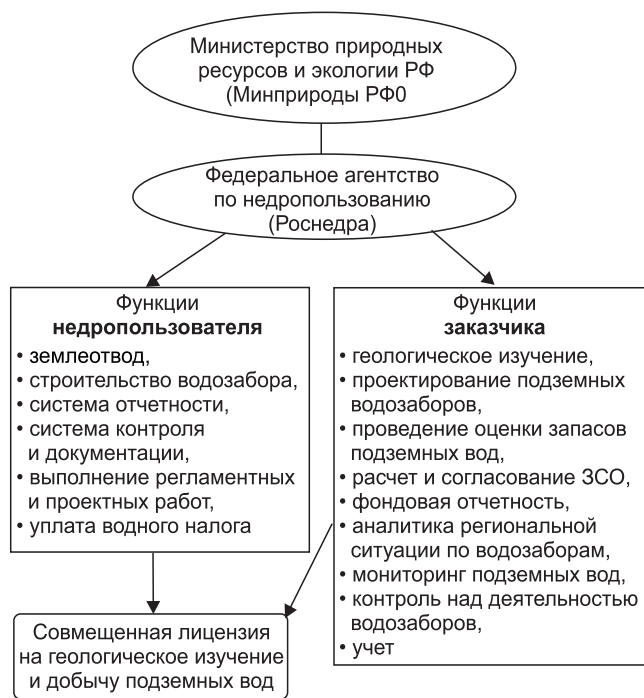 Министерство природных
ресурсов и экологии РФ
(Минприроды РФ0
Федеральное агентство
по недропользованию
(Роснедра)
Функции
недропользователя
• землеотвод,
• строительство водозабора,
• система отчетности,
• система контроля
и документации,
• выполнение регламентных
и проектных работ,
• уплата водного налога
Функции
заказчика
• геологическое изучение,
• проектирование подземных
водозаборов,
• проведение оценки запасов
подземных вод,
• расчет и согласование ЗСО,
• фондовая отчетность,
• аналитика региональной
ситуации по водозаборам,
• мониторинг подземных вод,
• контроль над деятельностью
водозаборов,
• учет
Совмещенная лицензия
на геологическое изучение
и добычу подземных вод